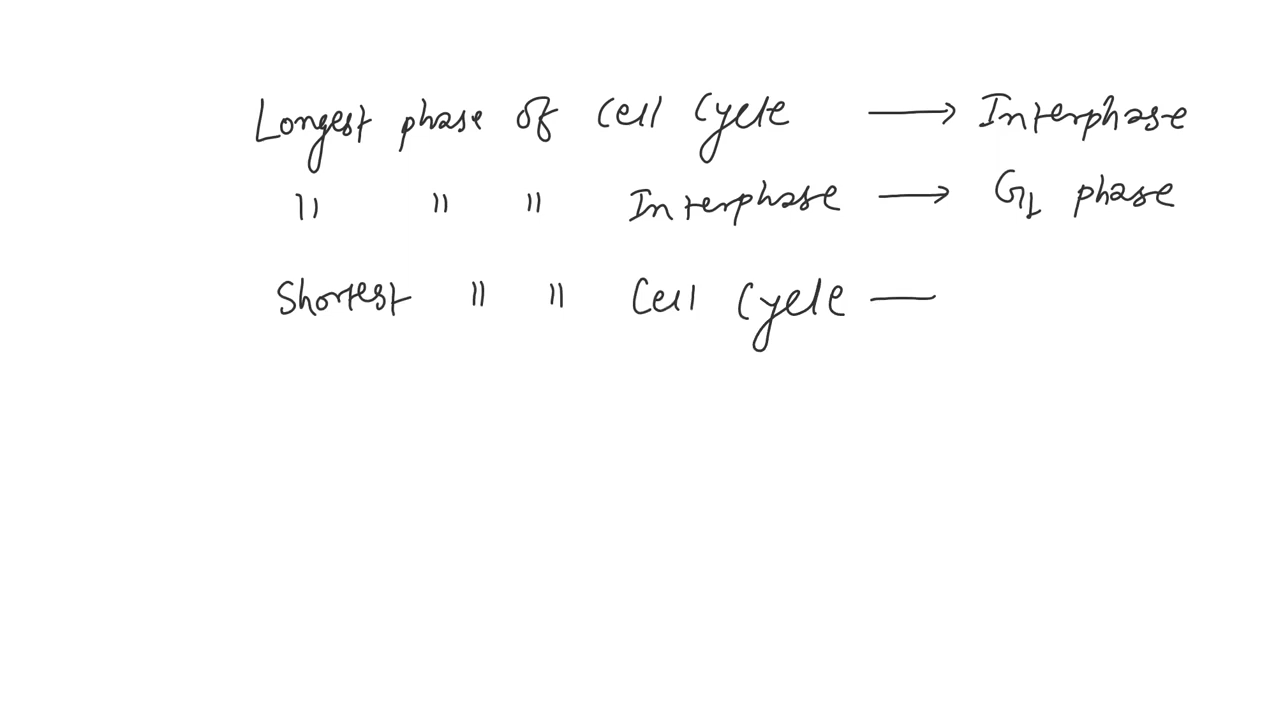 Longest phase of Cell Cycle → Interphase
" " " Interphase → G1 phase
Shortest " " Cell Cycle —